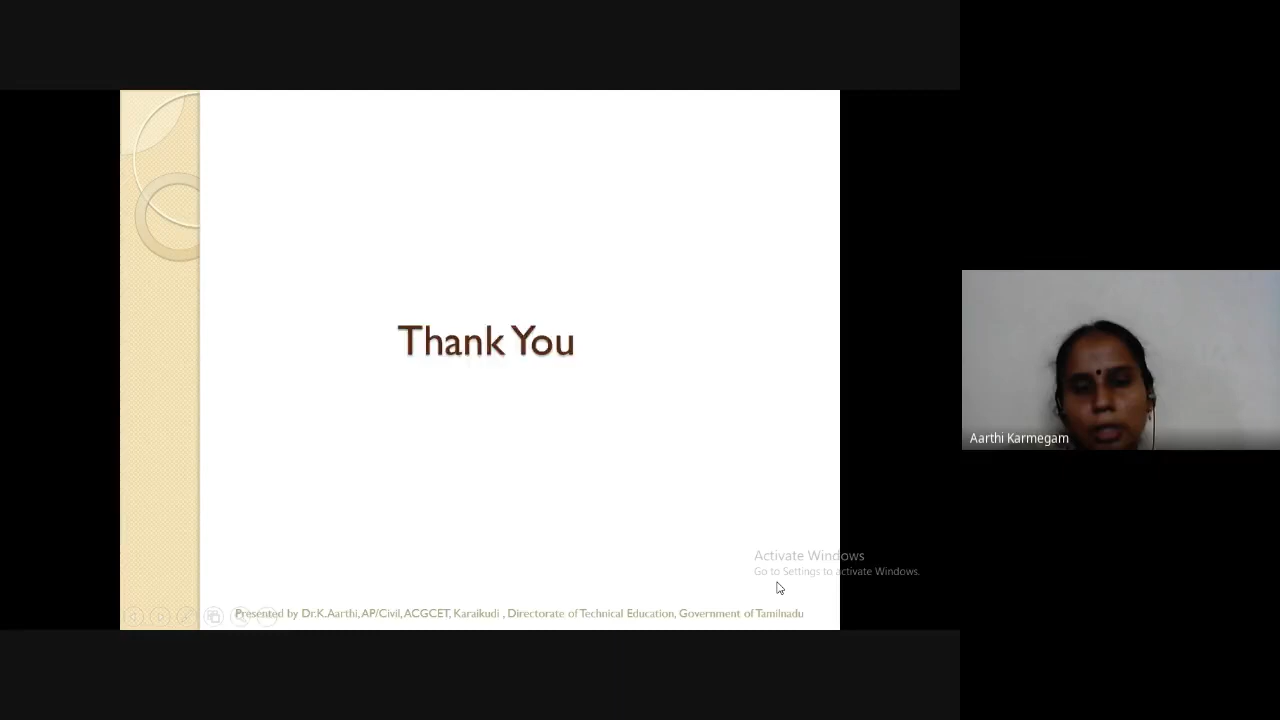 Thank You
Aarthi Karmegam
Activate Windows
Go to Settings to activate Windows.
Presented by Dr.K.Aarthi, AP/Civil, ACGCET, Karaikudi , Directorate of Technical Education, Government of Tamilnadu